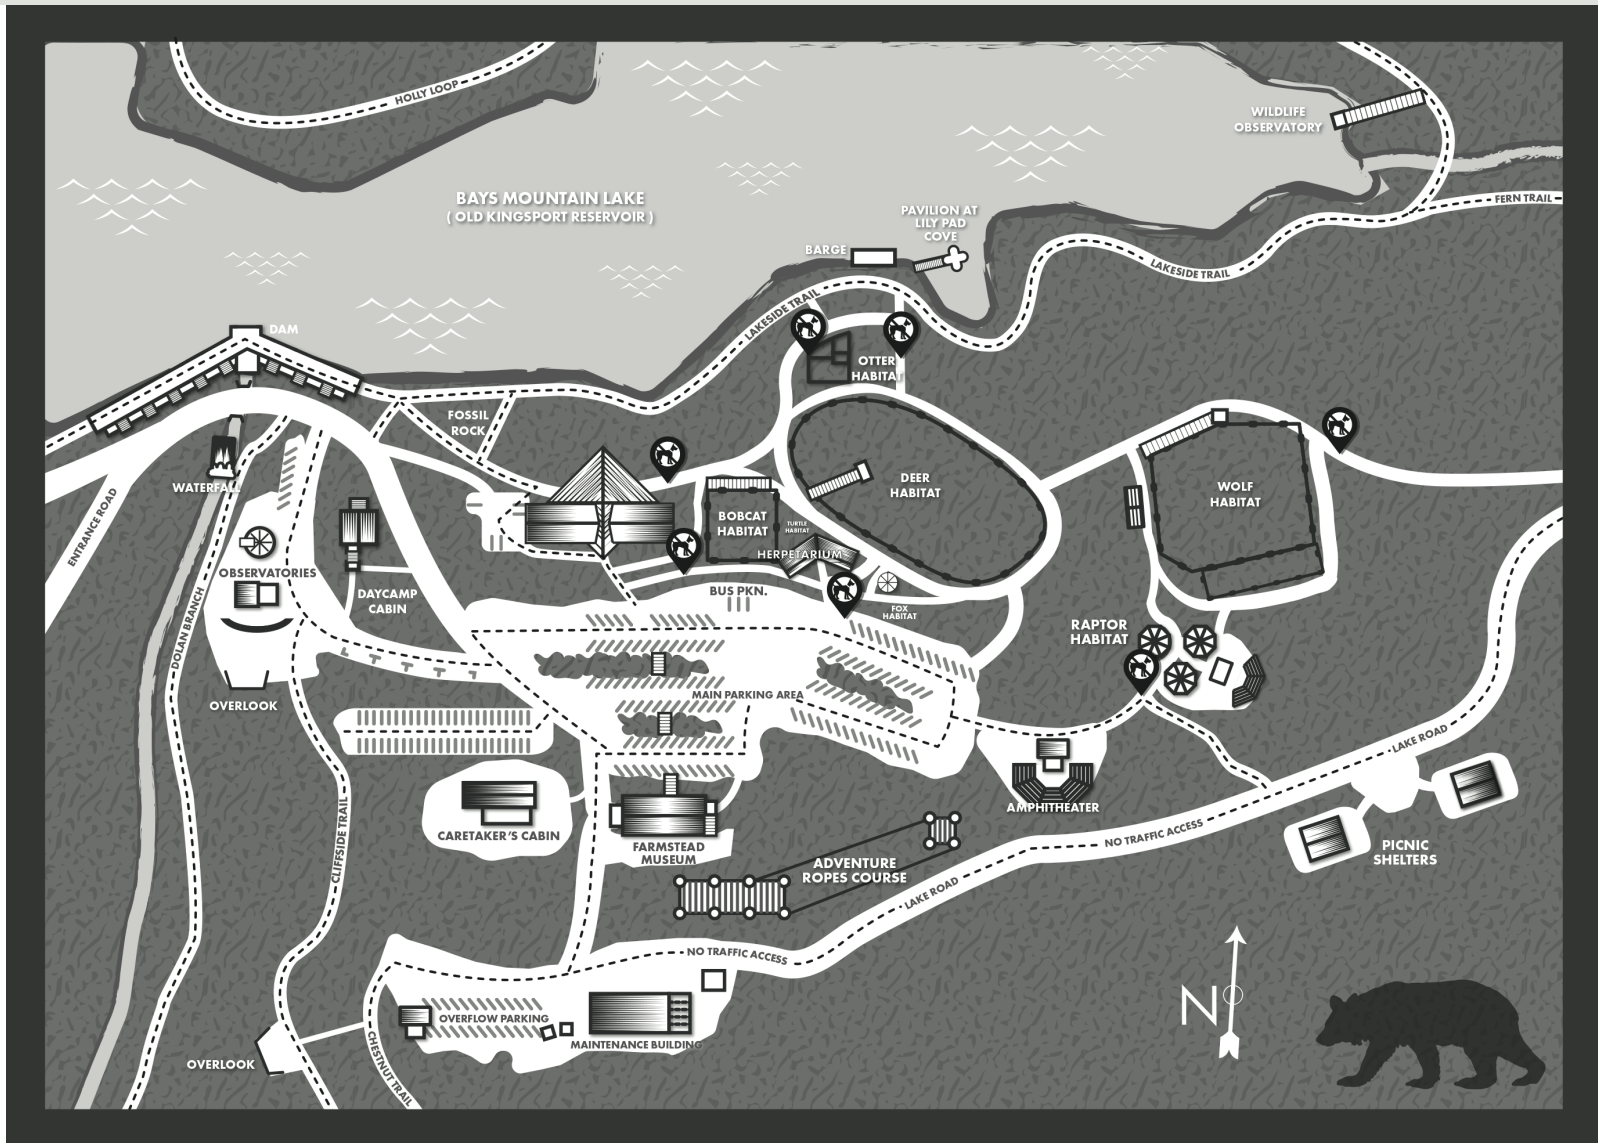 HOLLY LOOP
WILDLIFE
OBSERVATORY
BAYS MOUNTAIN LAKE
( OLD KINGSPORT RESERVOIR )
PAVILION AT
LILY PAD
COVE
FERN TRAIL
BARGE
LAKESIDE TRAIL
LAKESIDE TRAIL
DAM
OTTER
HABITAT
FOSSIL
ROCK
WATERFALL
DEER
HABITAT
WOLF
HABITAT
ENTRANCE ROAD
BOBCAT
HABITAT
TURTLE
HABITAT
HERPETARIUM
OBSERVATORIES
DAYCAMP
CABIN
BUS PKN.
FOX
HABITAT
DOLAN BRANCH
RAPTOR
HABITAT
OVERLOOK
MAIN PARKING AREA
LAKE ROAD
AMPHITHEATER
CLIFFSIDE TRAIL
CARETAKER'S CABIN
FARMSTEAD
MUSEUM
NO TRAFFIC ACCESS
PICNIC
SHELTERS
ADVENTURE
ROPES COURSE
LAKE ROAD
NO TRAFFIC ACCESS
N
OVERFLOW PARKING
MAINTENANCE BUILDING
OVERLOOK
CHESTNUT TRAIL